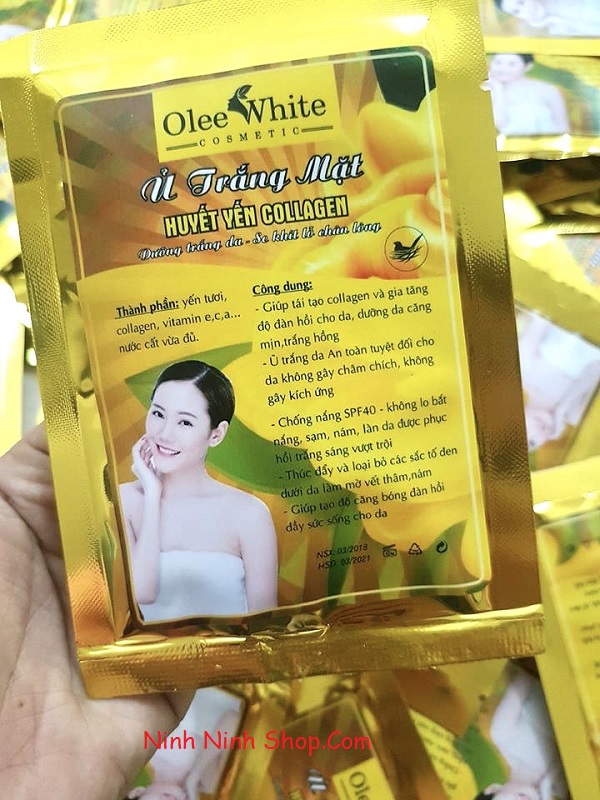 Olee White
COSMETIC
Ủ Trắng Mặt
HUYẾT YẾN COLLAGEN
Dưỡng trắng da - Se khít lỗ chân lông
Thành phần: yến tươi,
collagen, vitamin e,c,a...
nước cất vừa đủ.
Công dung:
- Giúp tái tạo collagen và gia tăng
độ đàn hồi cho da, dưỡng da căng
mịn,trắng hồng
- Ủ trắng da An toàn tuyệt đối cho
da không gây châm chích, không
gây kích ứng
- Chống nắng SPF40 - không lo bắt
nắng, sạm, nám, làn da được phục
hồi trắng sáng vượt trội
- Thúc đẩy và loại bỏ các sắc tố đen
dưới da làm mờ vết thâm,nám
- Giúp tạo độ căng bóng đàn hồi
đầy sức sống cho da
NSX: 03/2018
HSD: 03/2021
Ninh Ninh Shop.Com